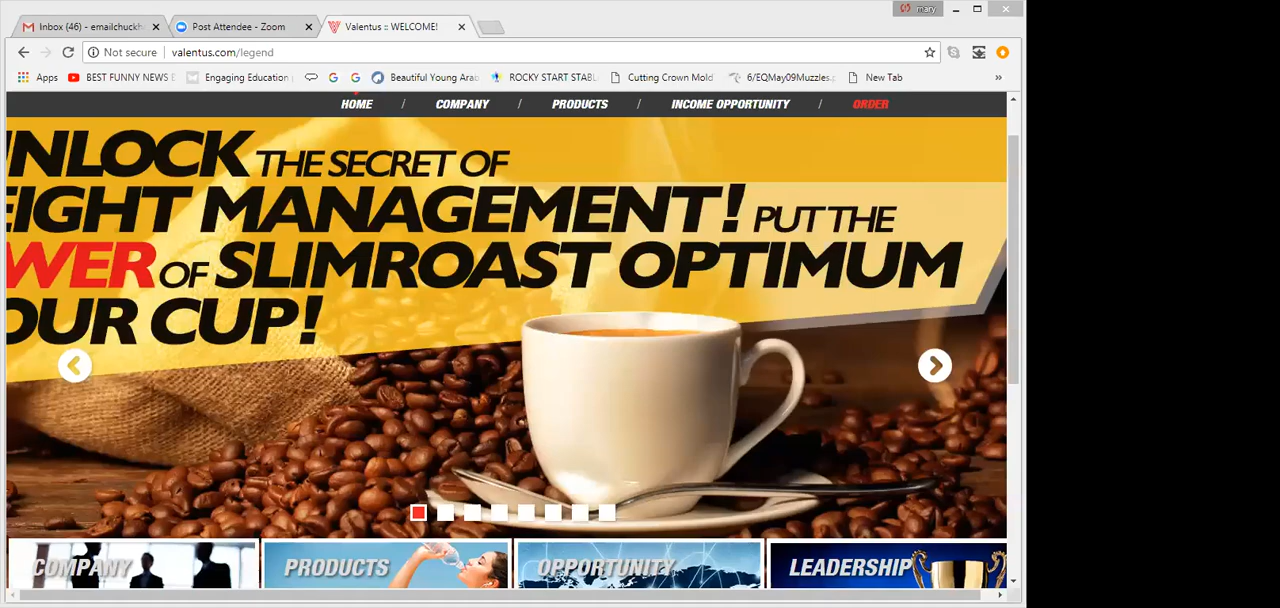 mary
Inbox (46) - emailchuckh
Post Attendee - Zoom
Valentus :: WELCOME!
Not secure
valentus.com/legend
Apps
BEST FUNNY NEWS B
Engaging Education
Beautiful Young Arab
ROCKY START STABL
Cutting Crown Mold
6/EQMay09Muzzles.p
New Tab
»
HOME / COMPANY / PRODUCTS / INCOME OPPORTUNITY / ORDER
NLOCK THE SECRET OF
EIGHT MANAGEMENT! PUT THE
WER OF SLIMROAST OPTIMUM
OUR CUP!
COMPANY
PRODUCTS
OPPORTUNITY
LEADERSHIP